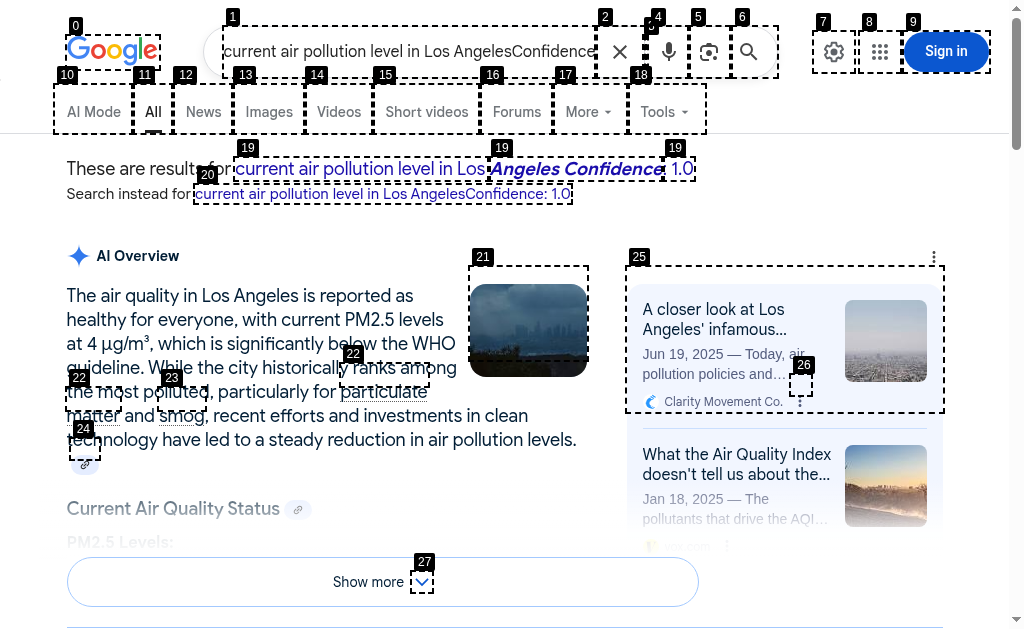 0 1 2 3 4 5 6 7 8 9
Google
current air pollution level in Los AngelesConfidence
Sign in
10 11 12 13 14 15 16 17 18
AI Mode All News Images Videos Short videos Forums More Tools
19 19 19
These are results for current air pollution level in Los Angeles Confidence: 1.0
20
Search instead for current air pollution level in Los AngelesConfidence: 1.0
AI Overview
21
25
The air quality in Los Angeles is reported as
healthy for everyone, with current PM2.5 levels
at 4 µg/m³, which is significantly below the WHO
22
guideline. While the city historically ranks among
22 23
the most polluted, particularly for particulate
matter and smog, recent efforts and investments in clean
24
technology have led to a steady reduction in air pollution levels.
A closer look at Los
Angeles' infamous...
Jun 19, 2025 — Today, air
26
pollution policies and...
Clarity Movement Co.
What the Air Quality Index
doesn't tell us about the...
Jan 18, 2025 — The
pollutants that drive the AQI...
Current Air Quality Status
PM2.5 Levels:
27
Show more